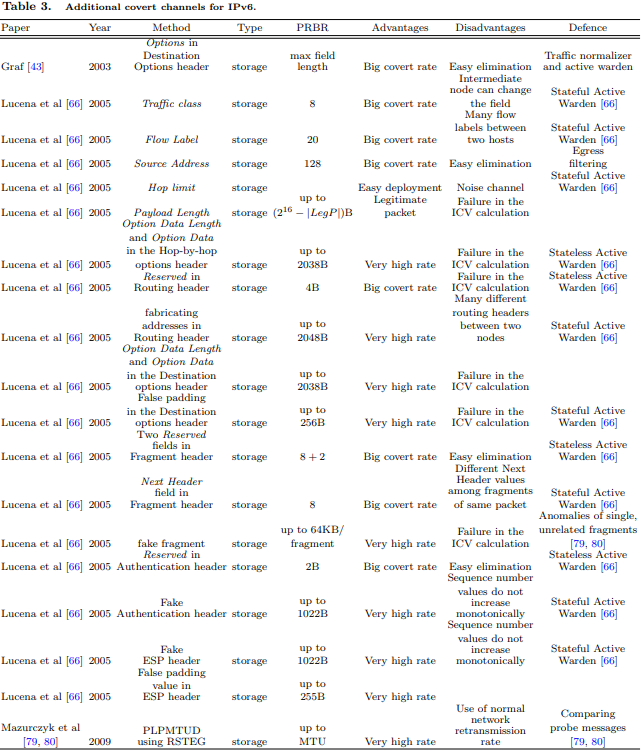 Table 3. Additional covert channels for IPv6.
Paper Year Method Type PRBR Advantages Disadvantages Defence
Options in
Destination max field Traffic normalizer
Graf [43] 2003 Options header storage length Big covert rate Easy elimination and active warden
Intermediate
node can change Stateful Active
Lucena et al [66] 2005 Traffic class storage 8 Big covert rate the field Warden [66]
Many flow
labels between Stateful Active
Lucena et al [66] 2005 Flow Label storage 20 Big covert rate two hosts Warden [66]
Egress
Lucena et al [66] 2005 Source Address storage 128 Big covert rate Easy elimination filtering
Stateful Active
Lucena et al [66] 2005 Hop limit storage Easy deployment Noise channel Warden [66]
up to Legitimate Failure in the
Lucena et al [66] 2005 Payload Length storage (2^16 − |LegP|)B packet ICV calculation
Option Data Length
and Option Data
in the Hop-by-hop up to Failure in the Stateless Active
Lucena et al [66] 2005 options header storage 2038B Very high rate ICV calculation Warden [66]
Reserved in Failure in the Stateless Active
Lucena et al [66] 2005 Routing header storage 4B Big covert rate ICV calculation Warden [66]
Many different
fabricating routing headers
addresses in up to between two Stateful Active
Lucena et al [66] 2005 Routing header storage 2048B Very high rate nodes Warden [66]
Option Data Length
and Option Data
in the Destination up to Failure in the
Lucena et al [66] 2005 options header storage 2038B Very high rate ICV calculation
False padding
in the Destination up to Failure in the Stateful Active
Lucena et al [66] 2005 options header storage 256B Very high rate ICV calculation Warden [66]
Two Reserved
fields in Stateless Active
Lucena et al [66] 2005 Fragment header storage 8 + 2 Big covert rate Easy elimination Warden [66]
Different Next
Next Header Header values
field in among fragments Stateful Active
Lucena et al [66] 2005 Fragment header storage 8 Big covert rate of same packet Warden [66]
Anomalies of single,
up to 64KB/ Failure in the unrelated fragments
Lucena et al [66] 2005 fake fragment storage fragment Very high rate ICV calculation [79, 80]
Reserved in Stateless Active
Lucena et al [66] 2005 Authentication header storage 2B Big covert rate Easy elimination Warden [66]
Sequence number
values do not
Fake up to increase Stateful Active
Lucena et al [66] 2005 Authentication header storage 1022B Very high rate monotonically Warden [66]
Sequence number
values do not
Fake up to increase Stateful Active
Lucena et al [66] 2005 ESP header storage 1022B Very high rate monotonically Warden [66]
False padding
value in up to Stateful Active
Lucena et al [66] 2005 ESP header storage 255B Very high rate Warden [66]
Use of normal
network
Mazurczyk et al PLPMTUD up to retransmission Comparing probe messages
[79, 80] 2009 using RSTEG storage MTU Very high rate rate [79, 80]